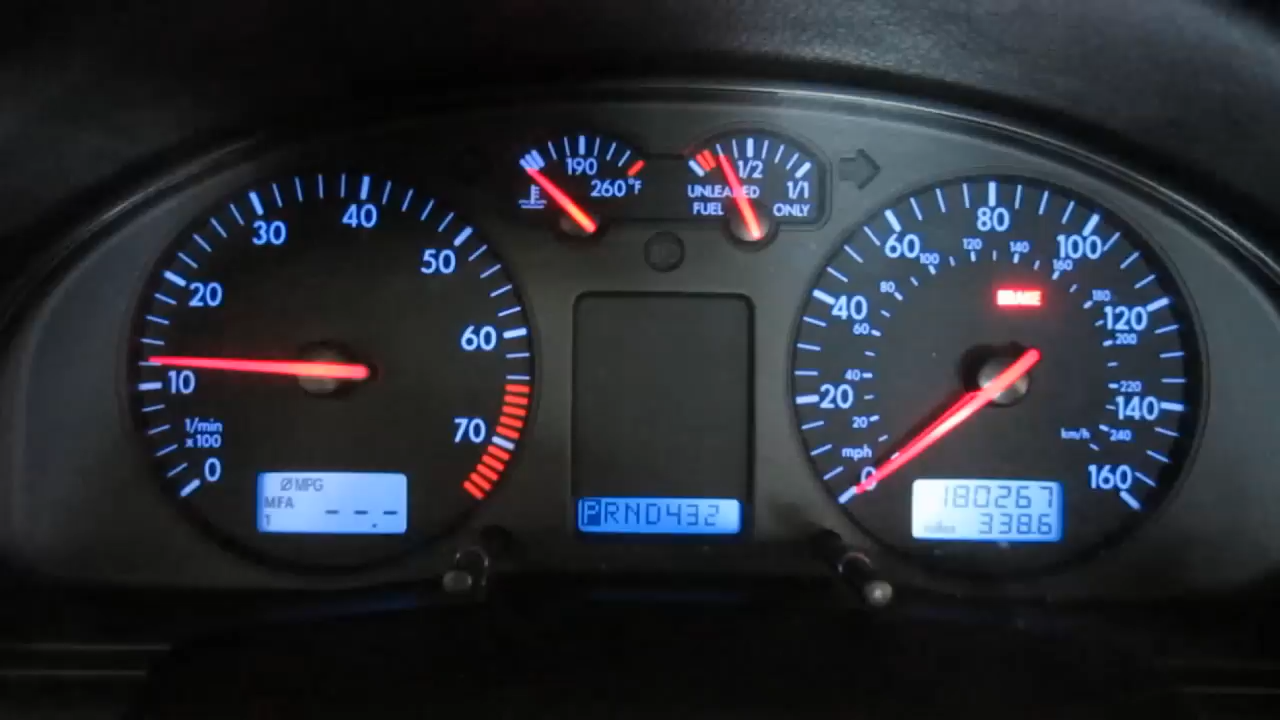 190
260°F
1/2
1/1
UNLEADED
FUEL ONLY
0
10
20
30
40
50
60
70
1/min
x100
0
20
40
60
80
100
120
140
160
mph
20
40
60
80
100
120
140
160
180
200
220
240
km/h
BRAKE
Ø MPG
MFA
1 --.-
PRND432
180267
miles 338.6